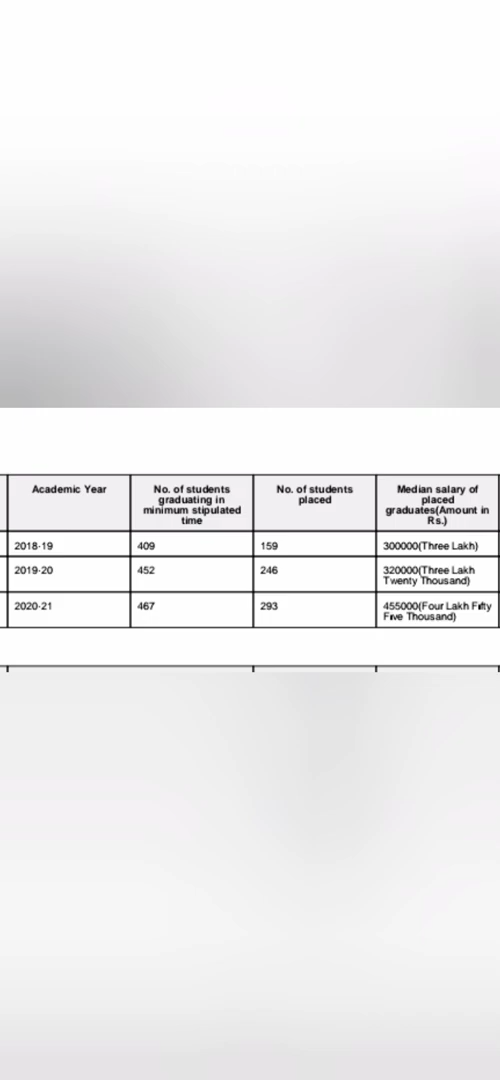 Academic Year
No. of students
graduating in
minimum stipulated
time
No. of students
placed
Median salary of
placed
graduates(Amount in
Rs.)
2018-19
409
159
300000(Three Lakh)
2019-20
452
246
320000(Three Lakh
Twenty Thousand)
2020-21
467
293
455000(Four Lakh Fifty
Five Thousand)